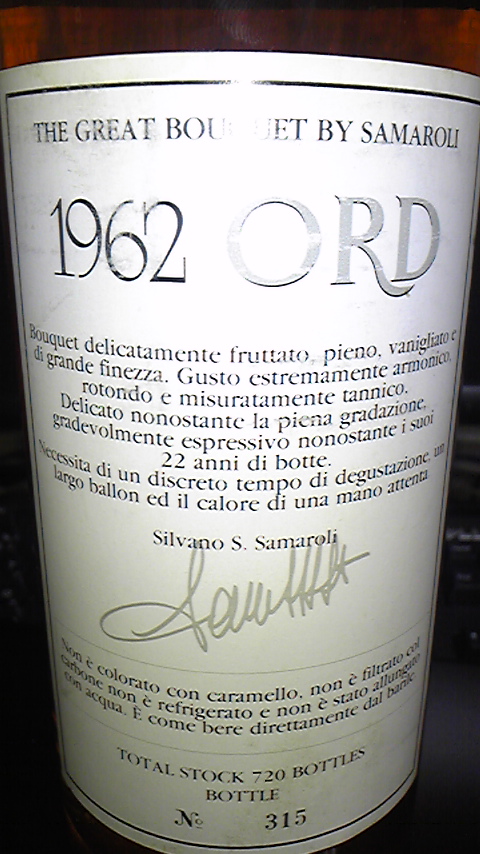 THE GREAT BOUQUET BY SAMAROLI
1962 ORD
Bouquet delicatamente fruttato, pieno, vanigliato e
di grande finezza. Gusto estremamente armonico,
rotondo e misuratamente tannico.
Delicato nonostante la piena gradazione,
gradevolmente espressivo nonostante i suoi
22 anni di botte.
Necessita di un discreto tempo di degustazione, un
largo ballon ed il calore di una mano attenta
Silvano S. Samaroli
Samaroli
Non è colorato con caramello, non è filtrato col
carbone non è refrigerato e non è stato allungato
con acqua. È come bere direttamente dal barile.
TOTAL STOCK 720 BOTTLES
BOTTLE
№ 315